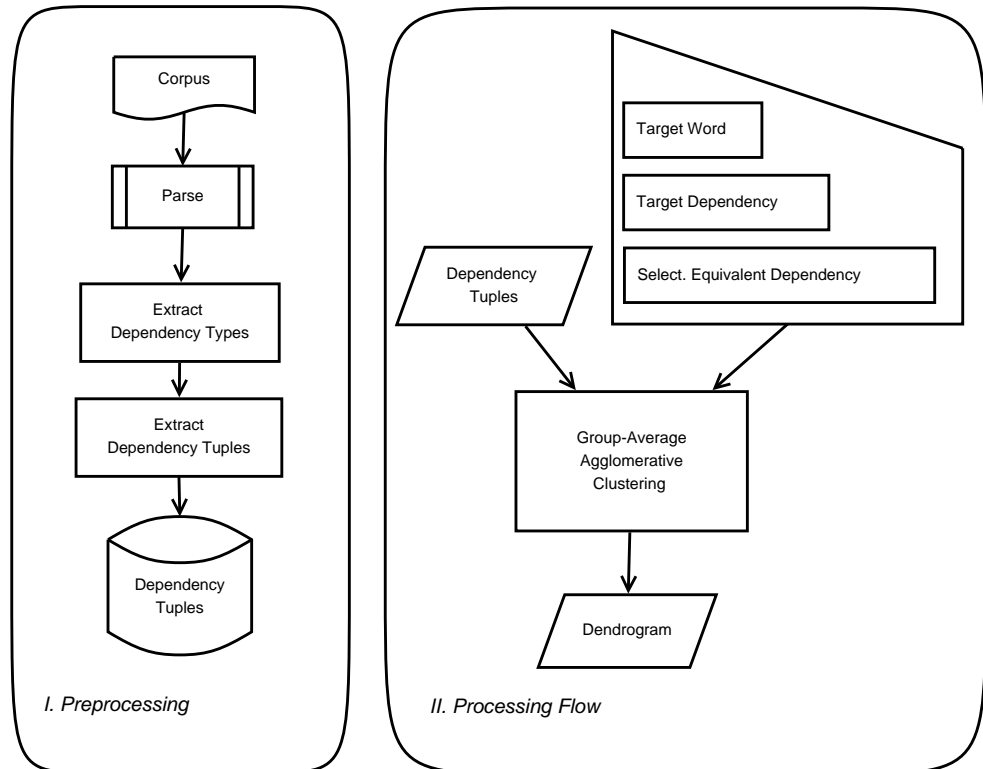 Corpus
Parse
Extract
Dependency Types
Extract
Dependency Tuples
Dependency
Tuples
I. Preprocessing
Target Word
Target Dependency
Select. Equivalent Dependency
Dependency
Tuples
Group-Average
Agglomerative
Clustering
Dendrogram
II. Processing Flow